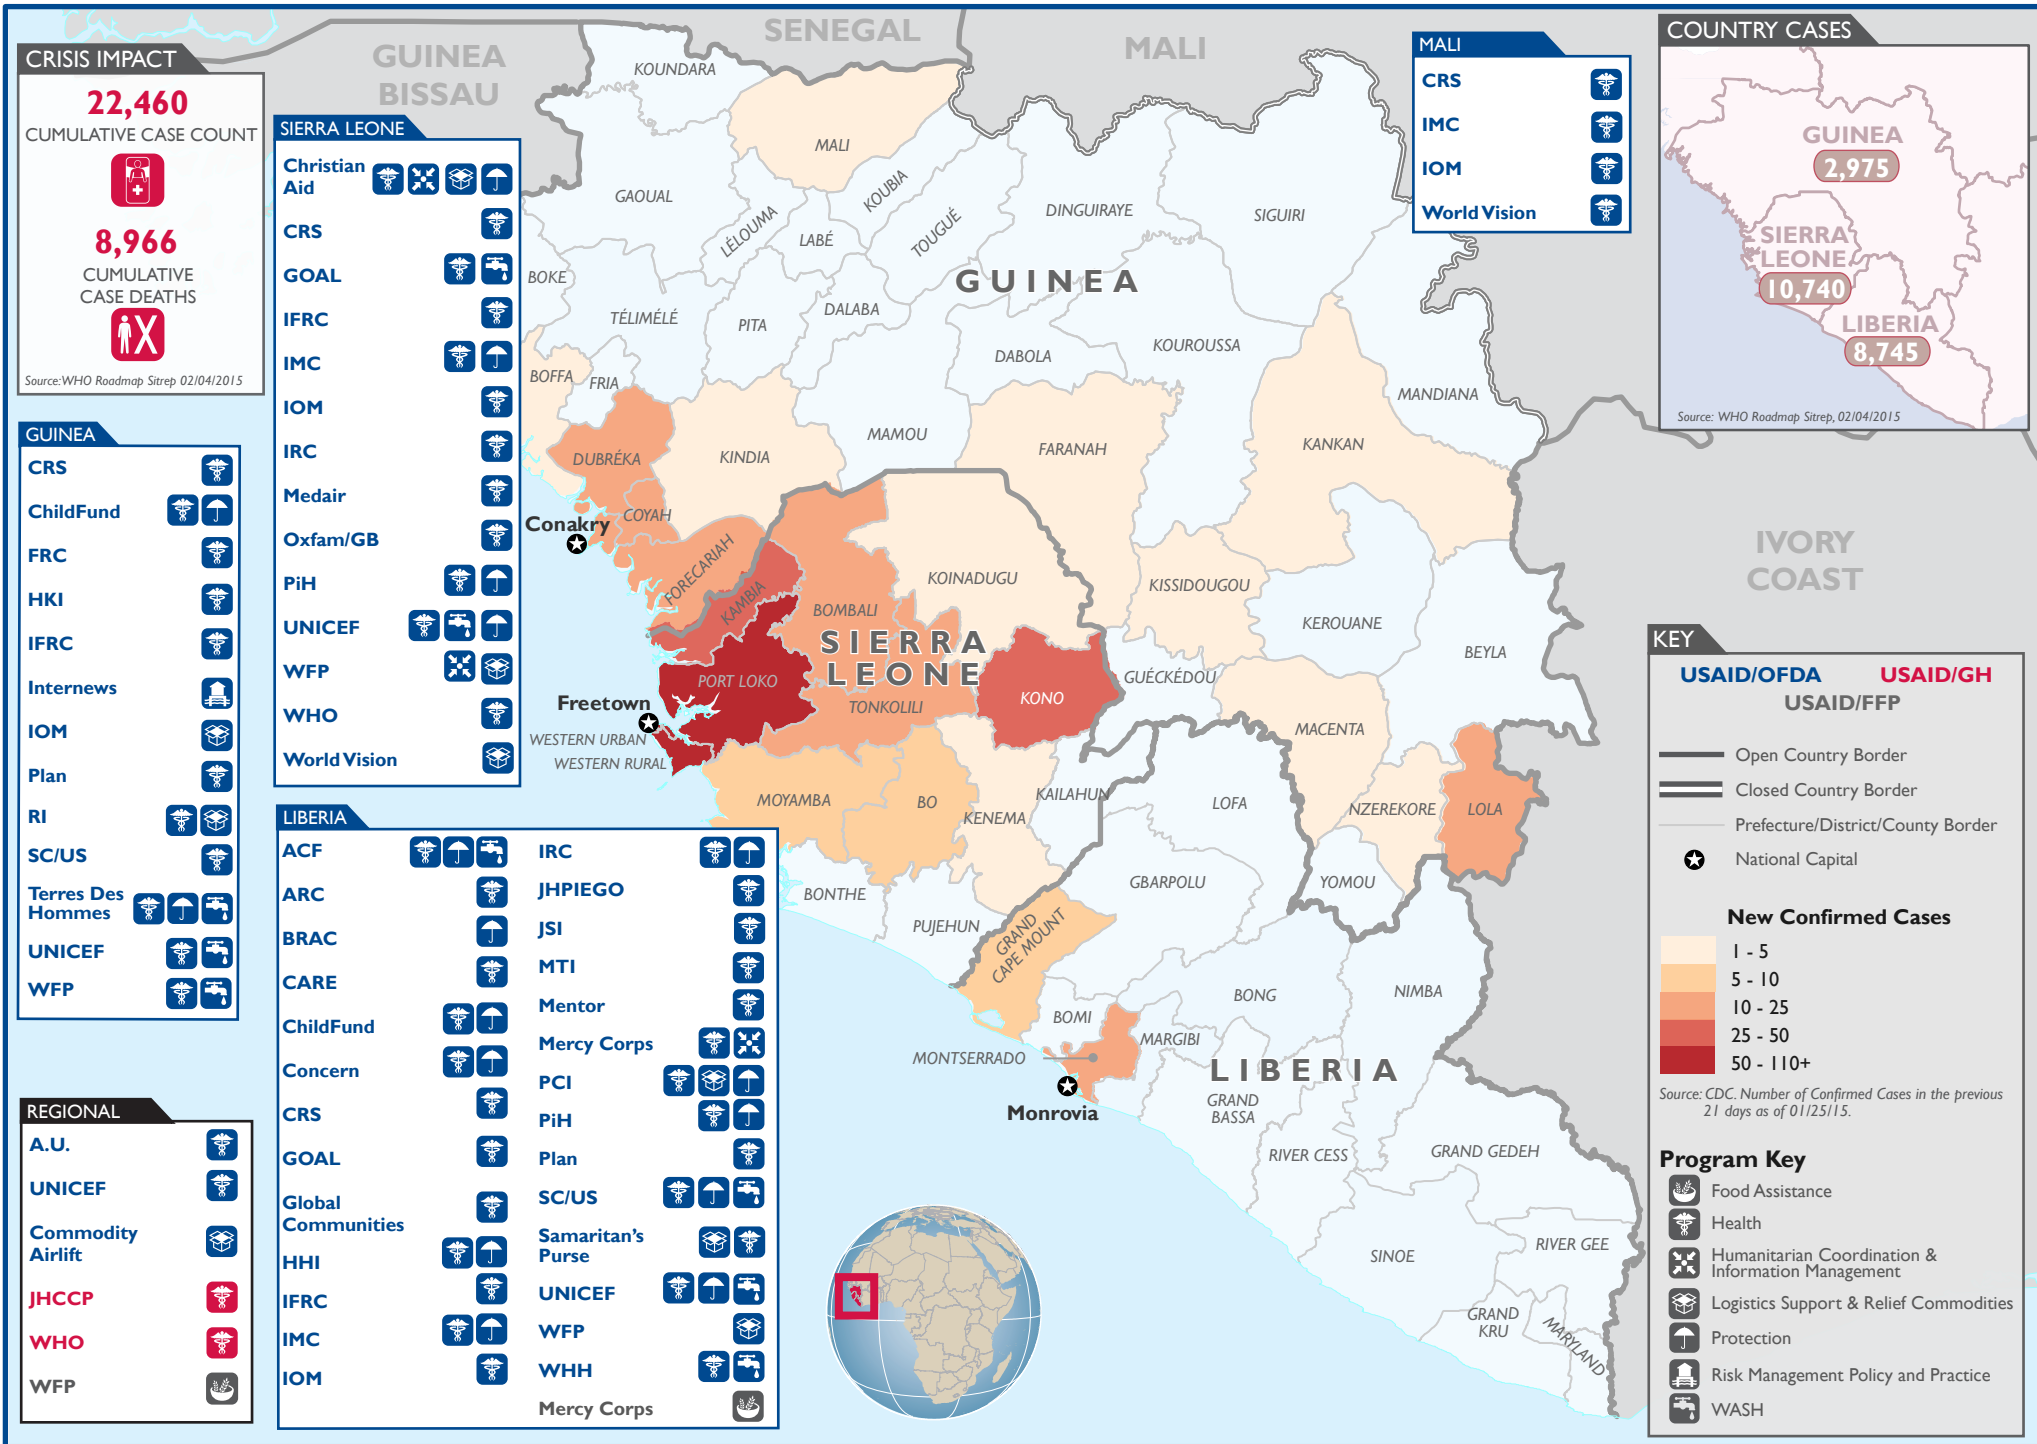 CRISIS IMPACT
22,460
CUMULATIVE CASE COUNT
8,966
CUMULATIVE
CASE DEATHS
Source: WHO Roadmap Sitrep 02/04/2015
GUINEA
CRS
ChildFund
FRC
HKI
IFRC
Internews
IOM
Plan
RI
SC/US
Terres Des
Hommes
UNICEF
WFP
REGIONAL
A.U.
UNICEF
Commodity
Airlift
JHCCP
WHO
WFP
SIERRA LEONE
Christian
Aid
CRS
GOAL
IFRC
IMC
IOM
IRC
Medair
Oxfam/GB
PiH
UNICEF
WFP
WHO
World Vision
LIBERIA
ACF
ARC
BRAC
CARE
ChildFund
Concern
CRS
GOAL
Global
Communities
HHI
IFRC
IMC
IOM
IRC
JHPIEGO
JSI
MTI
Mentor
Mercy Corps
PCI
PiH
Plan
SC/US
Samaritan's
Purse
UNICEF
WFP
WHH
Mercy Corps
MALI
CRS
IMC
IOM
World Vision
COUNTRY CASES
GUINEA
2,975
SIERRA
LEONE
10,740
LIBERIA
8,745
Source: WHO Roadmap Sitrep, 02/04/2015
GUINEA
BISSAU
SENEGAL
MALI
IVORY
COAST
KOUNDARA
MALI
GAOUAL
KOUBIA
LÉLOUMA
LABÉ
TOUGUÉ
DINGUIRAYE
SIGUIRI
GUINEA
BOKE
TÉLIMÉLÉ
PITA
DALABA
DABOLA
KOUROUSSA
BOFFA
FRIA
MANDIANA
MAMOU
FARANAH
KANKAN
DUBRÉKA
KINDIA
COYAH
Conakry
FORECARIAH
KAMBIA
KOINADUGU
KISSIDOUGOU
BOMBALI
KEROUANE
SIERRA
LEONE
BEYLA
PORT LOKO
KONO
GUÉCKÉDOU
Freetown
TONKOLILI
MACENTA
WESTERN URBAN
WESTERN RURAL
MOYAMBA
BO
KAILAHUN
LOFA
KENEMA
NZEREKORE
LOLA
BONTHE
GBARPOLU
YOMOU
PUJEHUN
GRAND
CAPE MOUNT
BONG
NIMBA
BOMI
MARGIBI
MONTSERRADO
LIBERIA
Monrovia
GRAND
BASSA
RIVER CESS
GRAND GEDEH
SINOE
RIVER GEE
GRAND
KRU
MARYLAND
KEY
USAID/OFDA
USAID/GH
USAID/FFP
Open Country Border
Closed Country Border
Prefecture/District/County Border
National Capital
New Confirmed Cases
1 - 5
5 - 10
10 - 25
25 - 50
50 - 110+
Source: CDC. Number of Confirmed Cases in the previous
21 days as of 01/25/15.
Program Key
Food Assistance
Health
Humanitarian Coordination &
Information Management
Logistics Support & Relief Commodities
Protection
Risk Management Policy and Practice
WASH